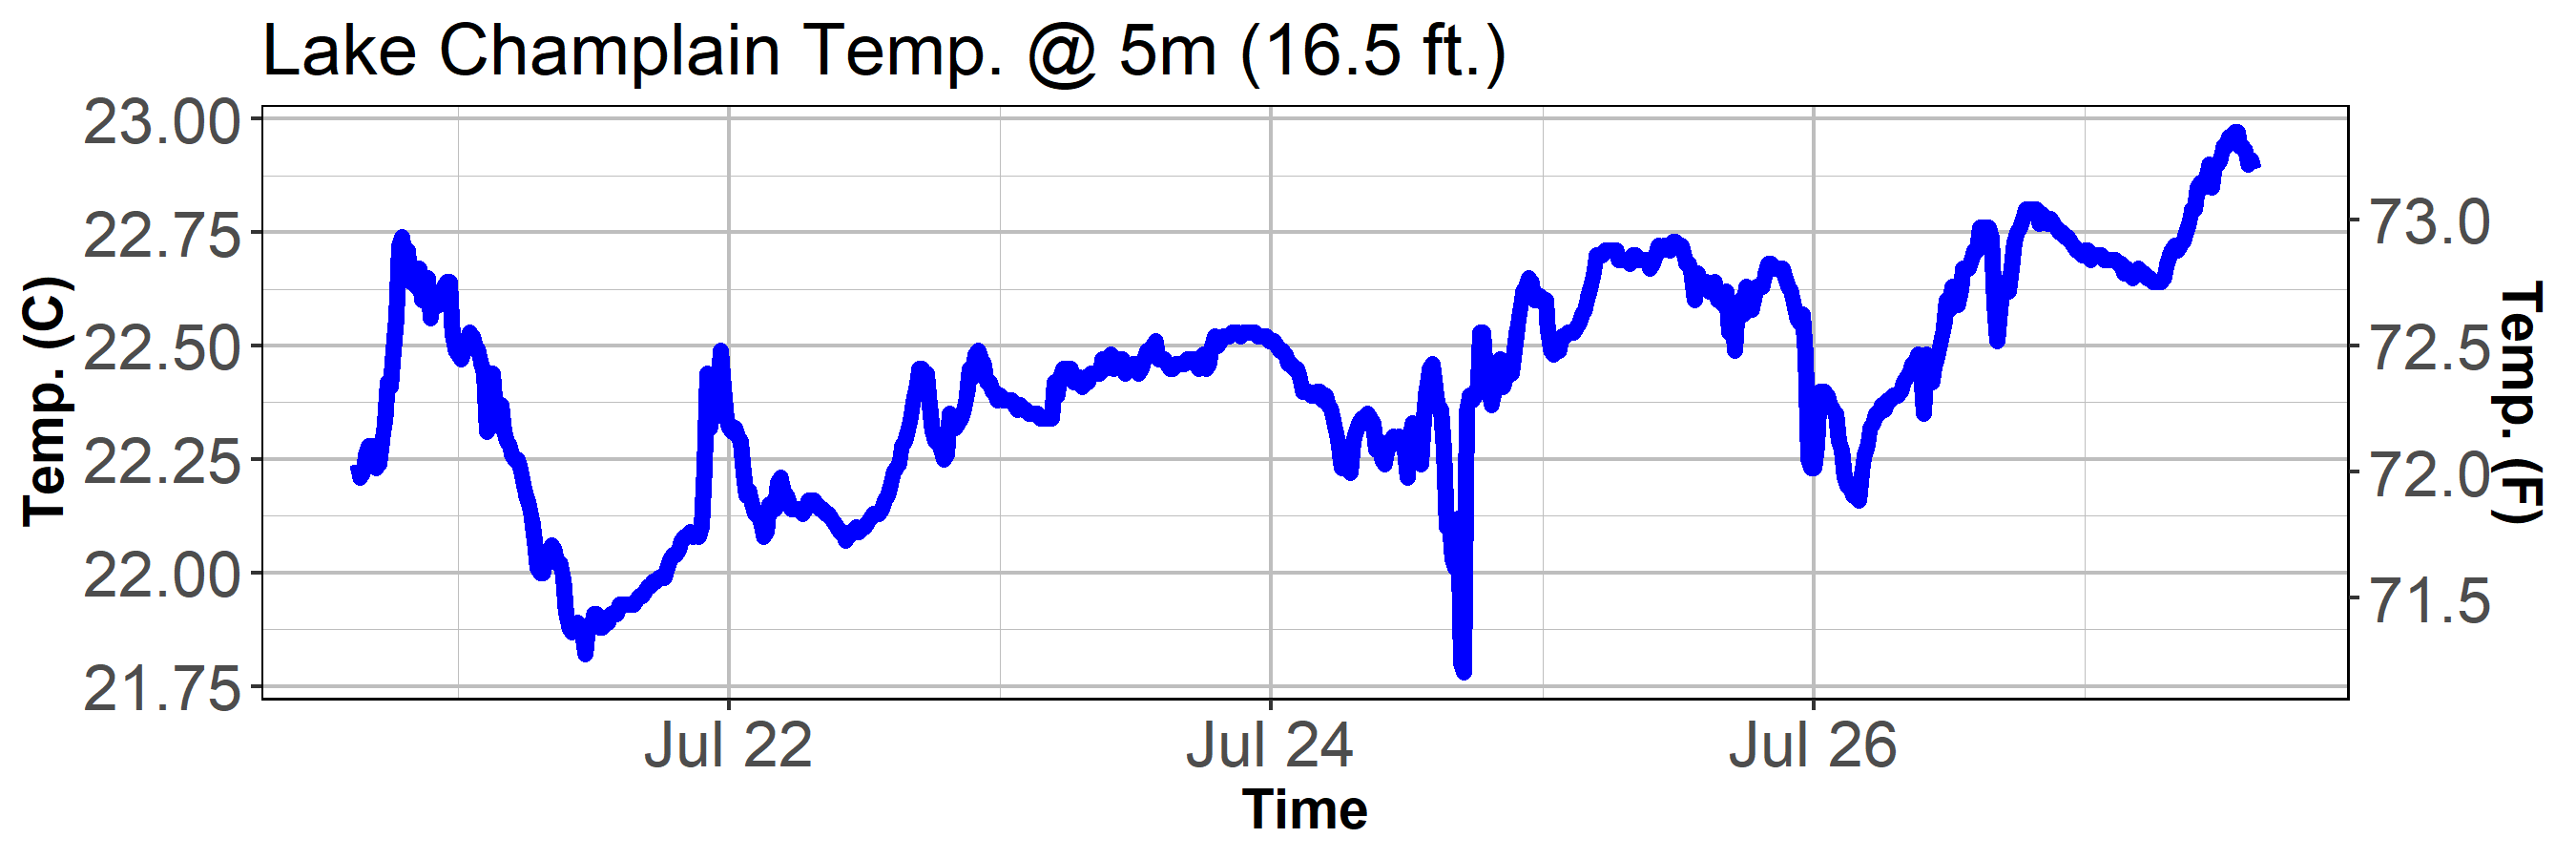 Lake Champlain Temp. @ 5m (16.5 ft.)
Temp. (C)
23.00
22.75
22.50
22.25
22.00
21.75
73.0
72.5
72.0
71.5
Temp. (F)
Jul 22 Jul 24 Jul 26
Time